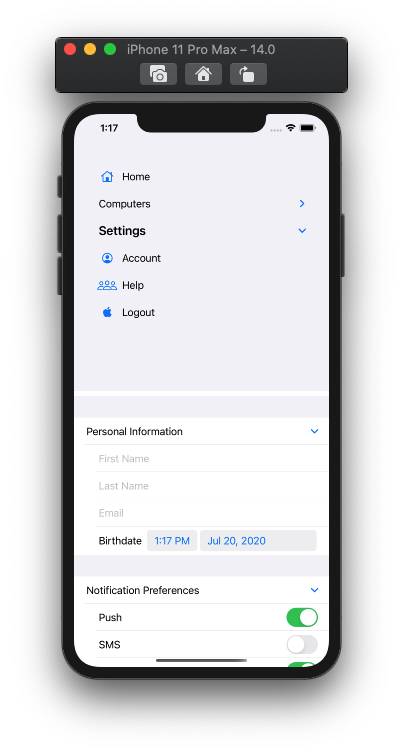 iPhone 11 Pro Max – 14.0
1:17
Home
Computers
Settings
Account
Help
Logout
Personal Information
First Name
Last Name
Email
Birthdate 1:17 PM Jul 20, 2020
Notification Preferences
Push
SMS